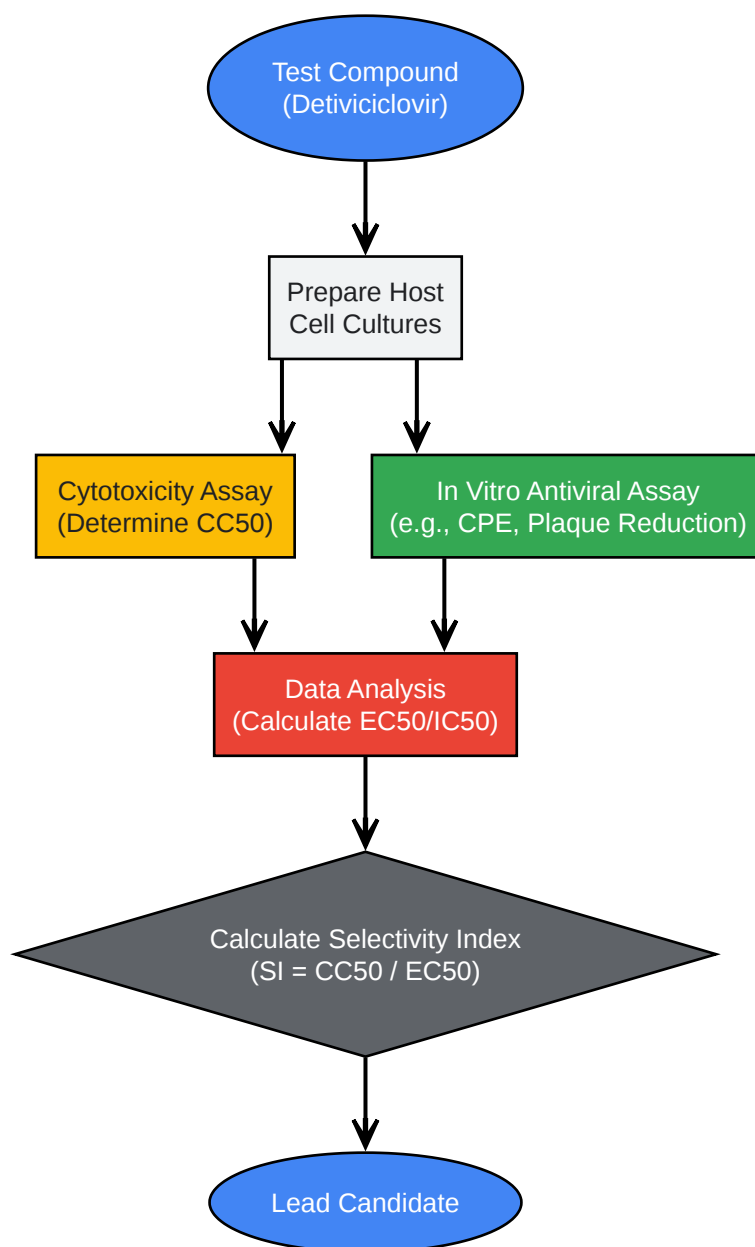 Test Compound
(Detiviciclovir)
Prepare Host
Cell Cultures
Cytotoxicity Assay
(Determine CC50)
In Vitro Antiviral Assay
(e.g., CPE, Plaque Reduction)
Data Analysis
(Calculate EC50/IC50)
Calculate Selectivity Index
(SI = CC50 / EC50)
Lead Candidate